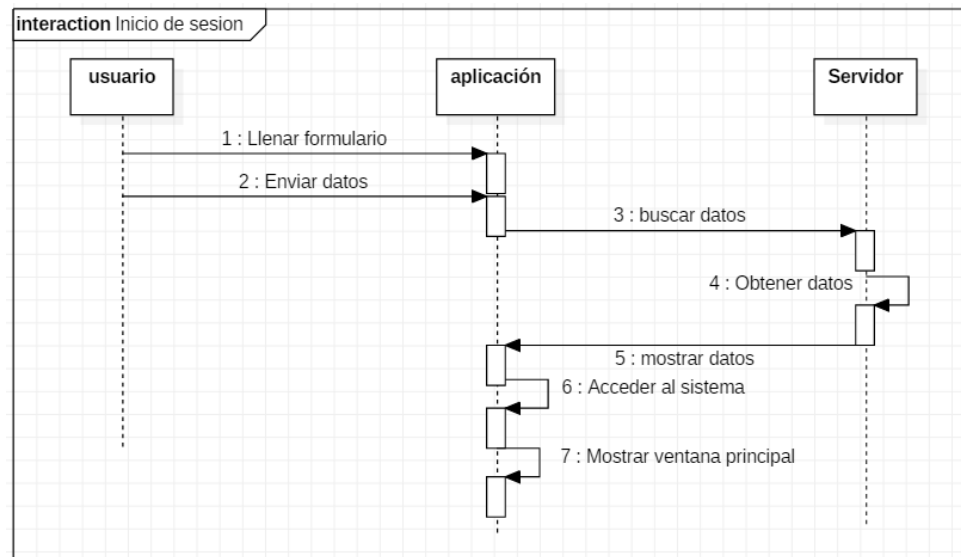 interaction Inicio de sesion
usuario
aplicación
Servidor
1 : Llenar formulario
2 : Enviar datos
3 : buscar datos
4 : Obtener datos
5 : mostrar datos
6 : Acceder al sistema
7 : Mostrar ventana principal